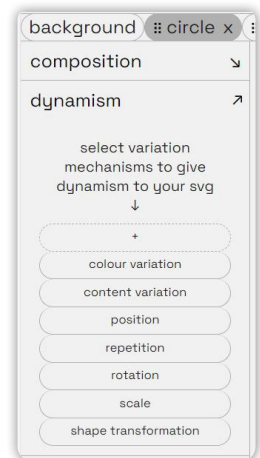 background ⠿ circle x ⠿
composition ↘
dynamism ↗
select variation
mechanisms to give
dynamism to your svg
↓
+
colour variation
content variation
position
repetition
rotation
scale
shape transformation